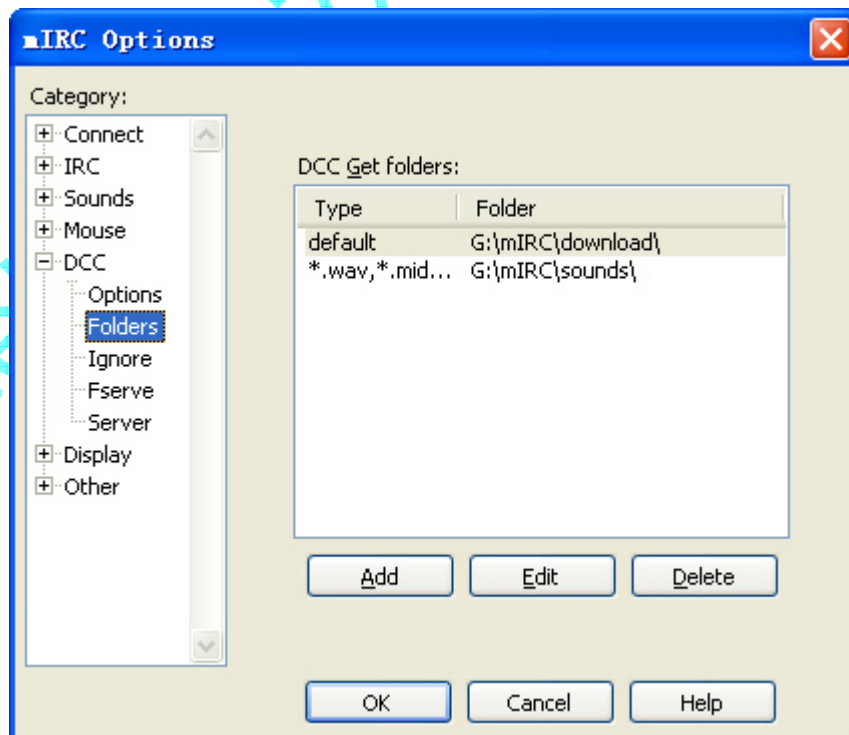 mIRC Options
Category:
Connect
IRC
Sounds
Mouse
DCC
Options
Folders
Ignore
Fserve
Server
Display
Other
DCC Get folders:
Type Folder
default G:\mIRC\download\
*.wav,*.mid... G:\mIRC\sounds\
Add Edit Delete
OK Cancel Help